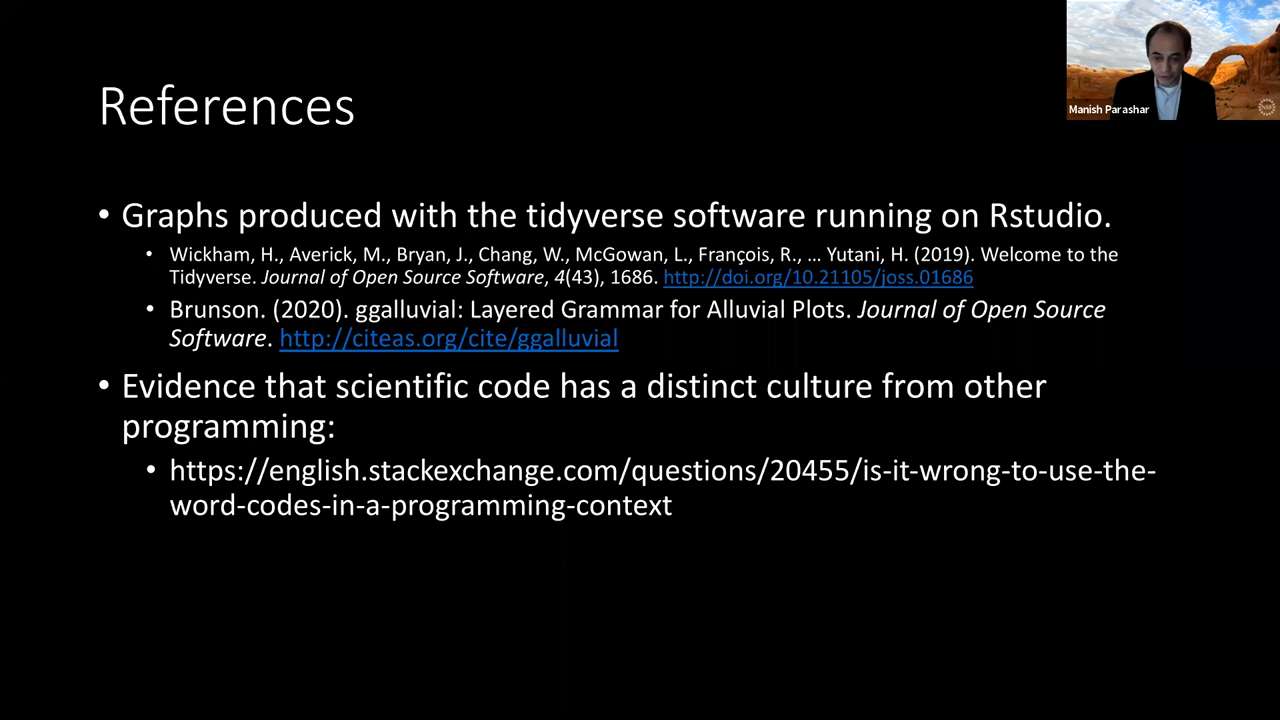 References
Manish Parashar
• Graphs produced with the tidyverse software running on Rstudio.
• Wickham, H., Averick, M., Bryan, J., Chang, W., McGowan, L., François, R., … Yutani, H. (2019). Welcome to the
Tidyverse. Journal of Open Source Software, 4(43), 1686. http://doi.org/10.21105/joss.01686
• Brunson. (2020). ggalluvial: Layered Grammar for Alluvial Plots. Journal of Open Source
Software. http://citeas.org/cite/ggalluvial
• Evidence that scientific code has a distinct culture from other
programming:
• https://english.stackexchange.com/questions/20455/is-it-wrong-to-use-the-
word-codes-in-a-programming-context